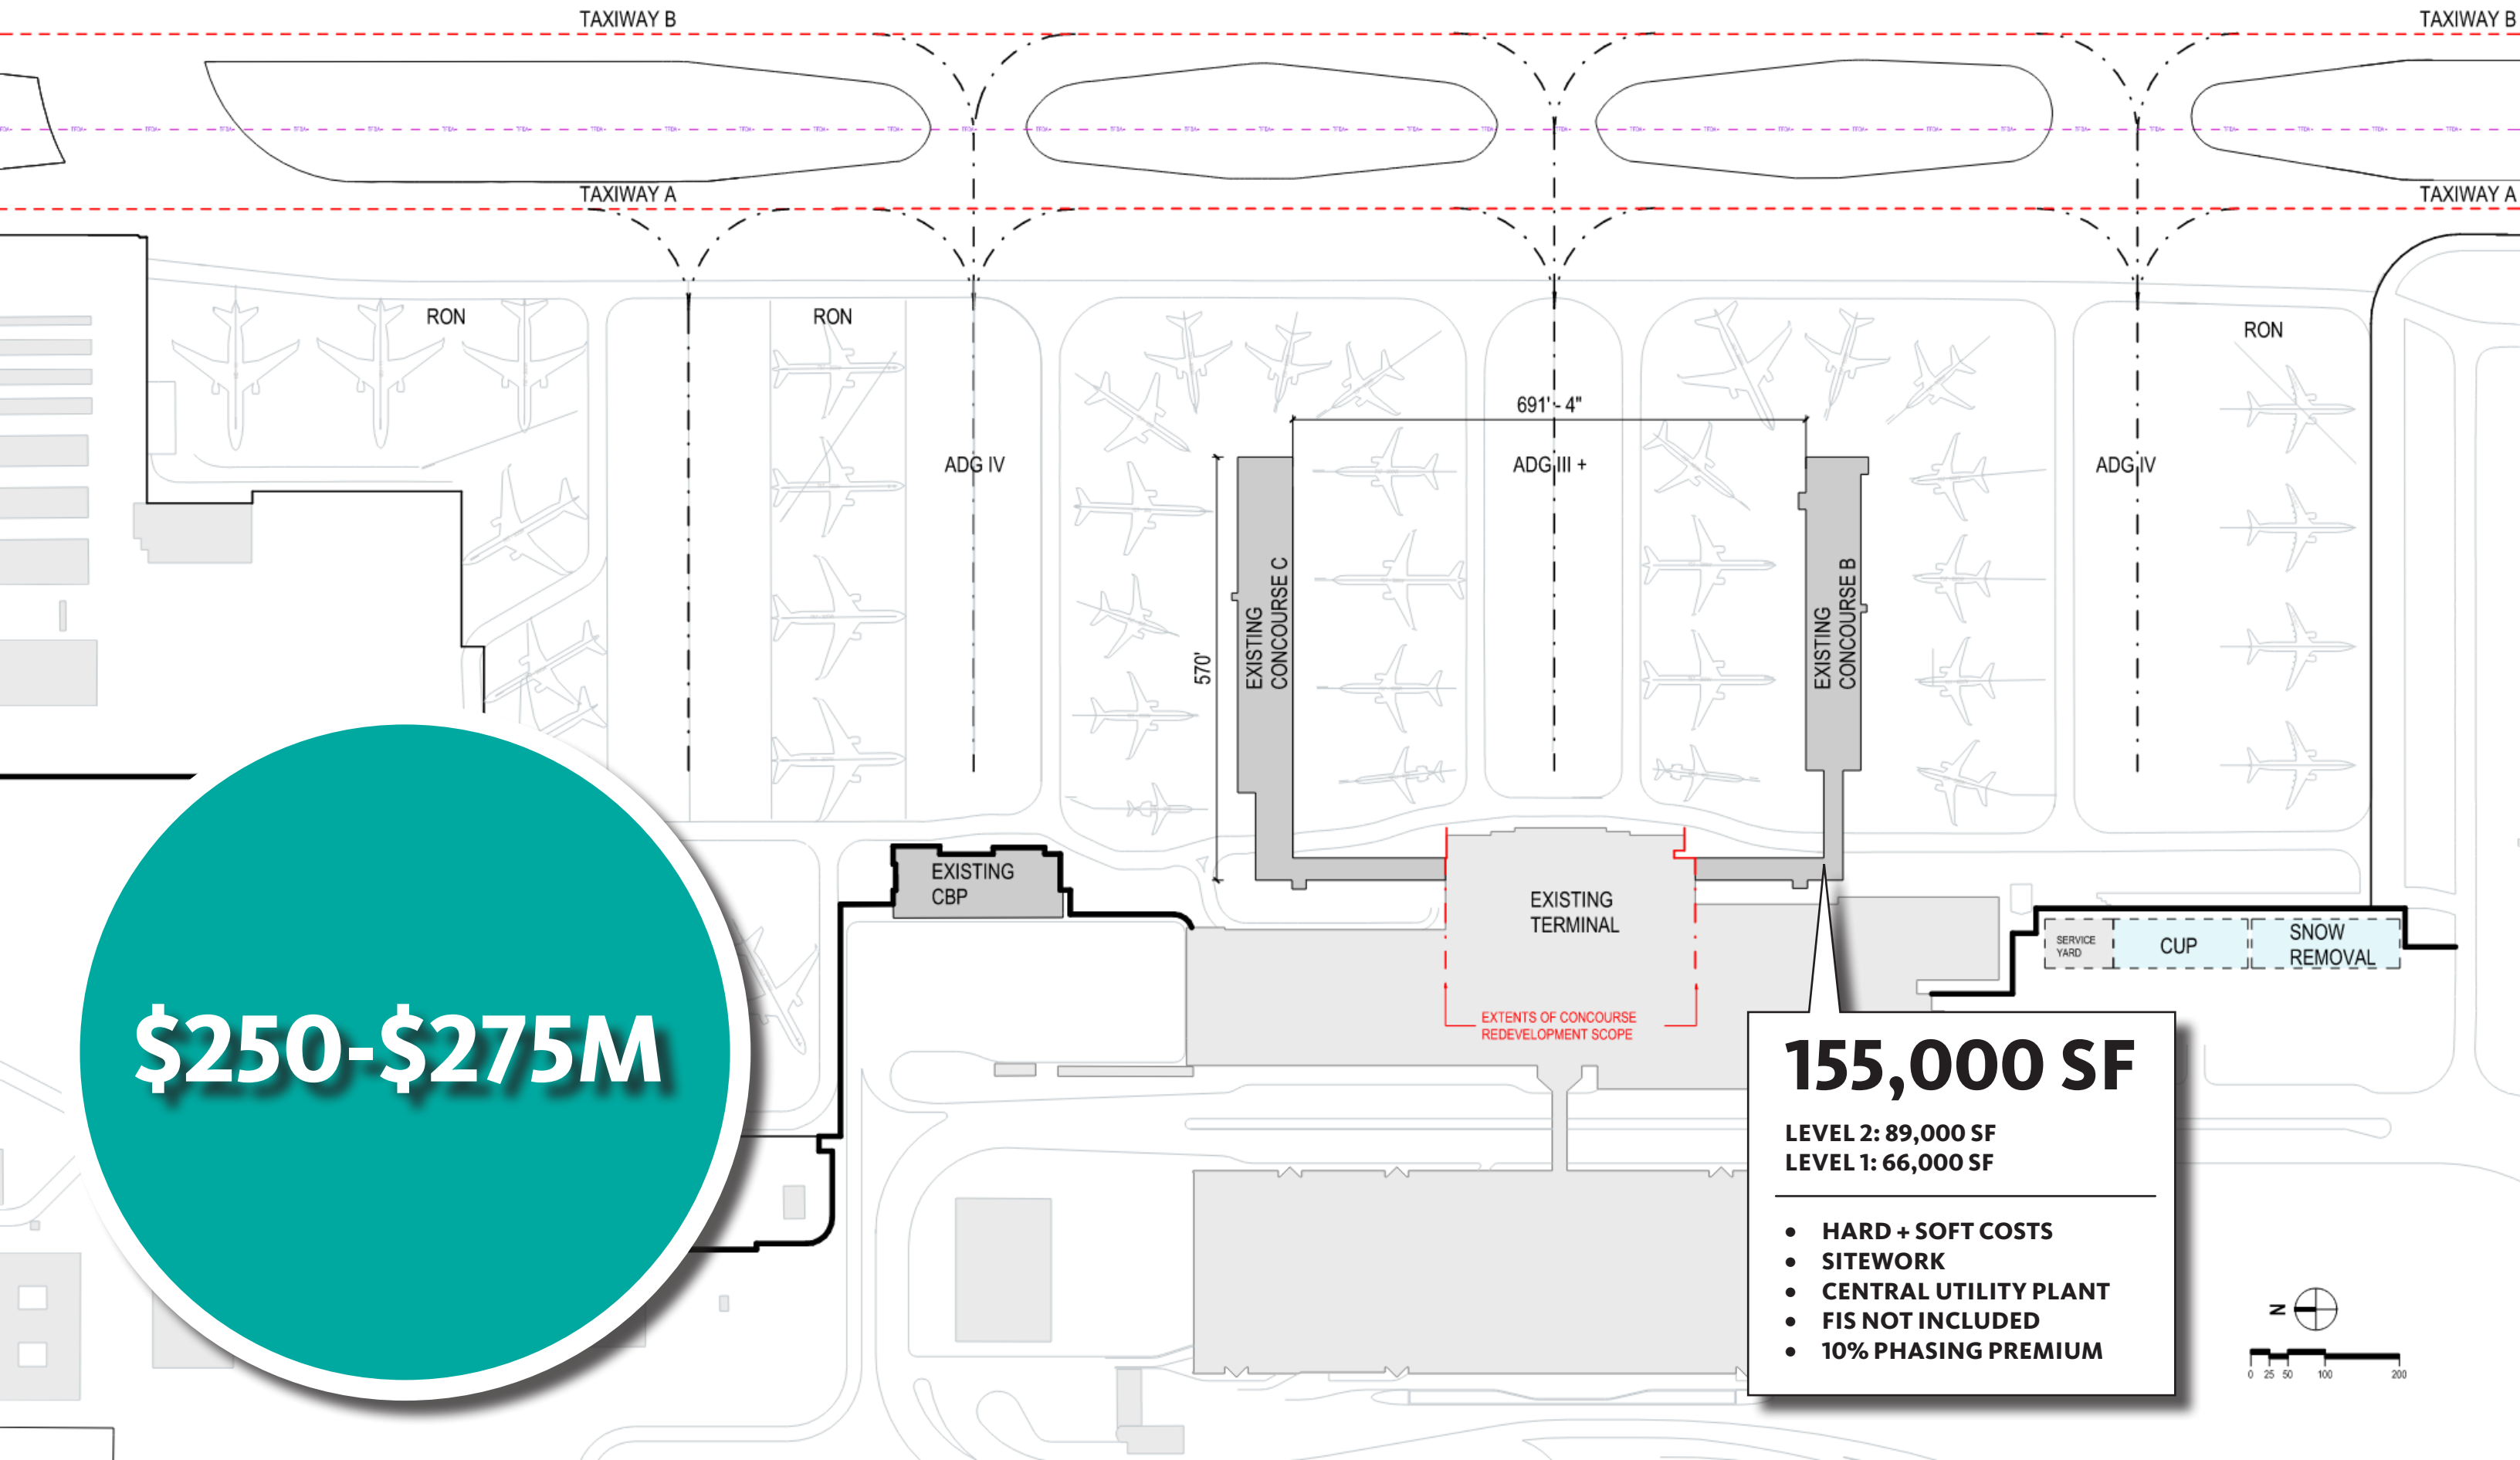 TAXIWAY B
TAXIWAY B
TAXIWAY A
TAXIWAY A
RON
RON
RON
691' - 4"
ADG IV
ADG III +
ADG IV
570'
EXISTING
CONCOURSE C
EXISTING
CONCOURSE B
EXISTING
CBP
EXISTING
TERMINAL
SERVICE
YARD
CUP
SNOW
REMOVAL
EXTENTS OF CONCOURSE
REDEVELOPMENT SCOPE
$250-$275M
155,000 SF
LEVEL 2: 89,000 SF
LEVEL 1: 66,000 SF
• HARD + SOFT COSTS
• SITEWORK
• CENTRAL UTILITY PLANT
• FIS NOT INCLUDED
• 10% PHASING PREMIUM
N
0 25 50 100 200